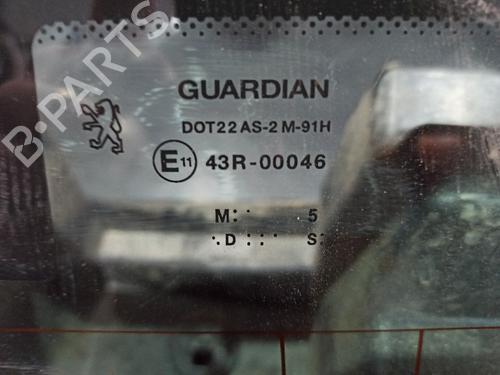 B-PARTS
GUARDIAN
DOT22 AS-2 M-91H
E11 43R-00046
M: 5
.D S: